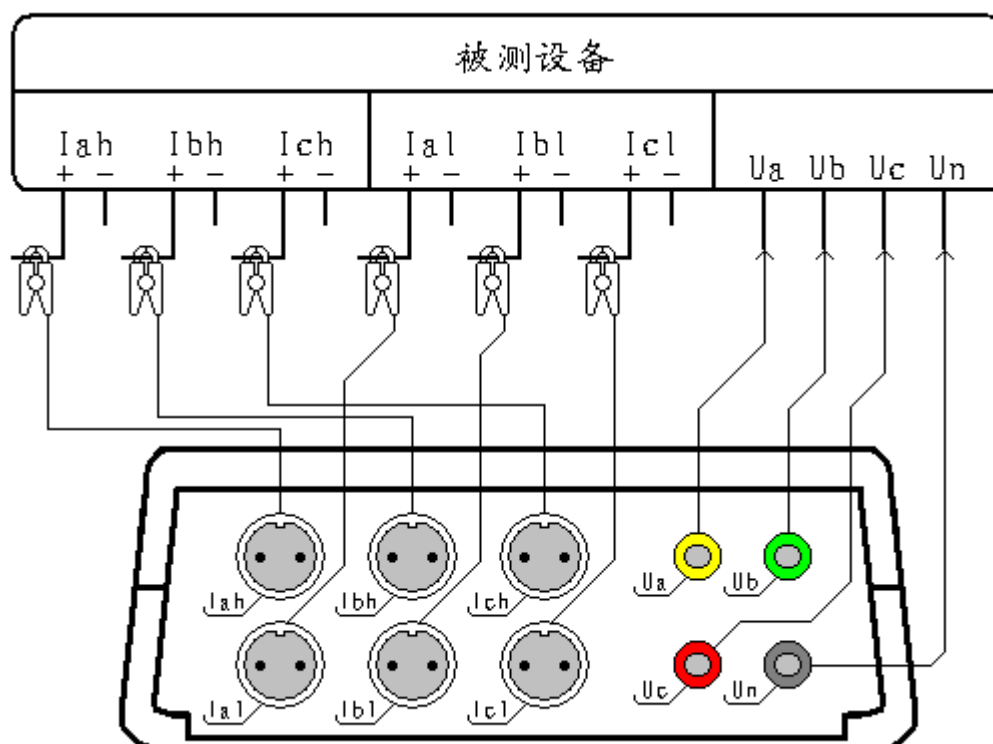 被测设备
Iah Ibh Ich Ial Ibl Icl Ua Ub Uc Un
+ − + − + − + − + − + −
Iah Ibh Ich Ua Ub
Ial Ibl Icl Uc Un